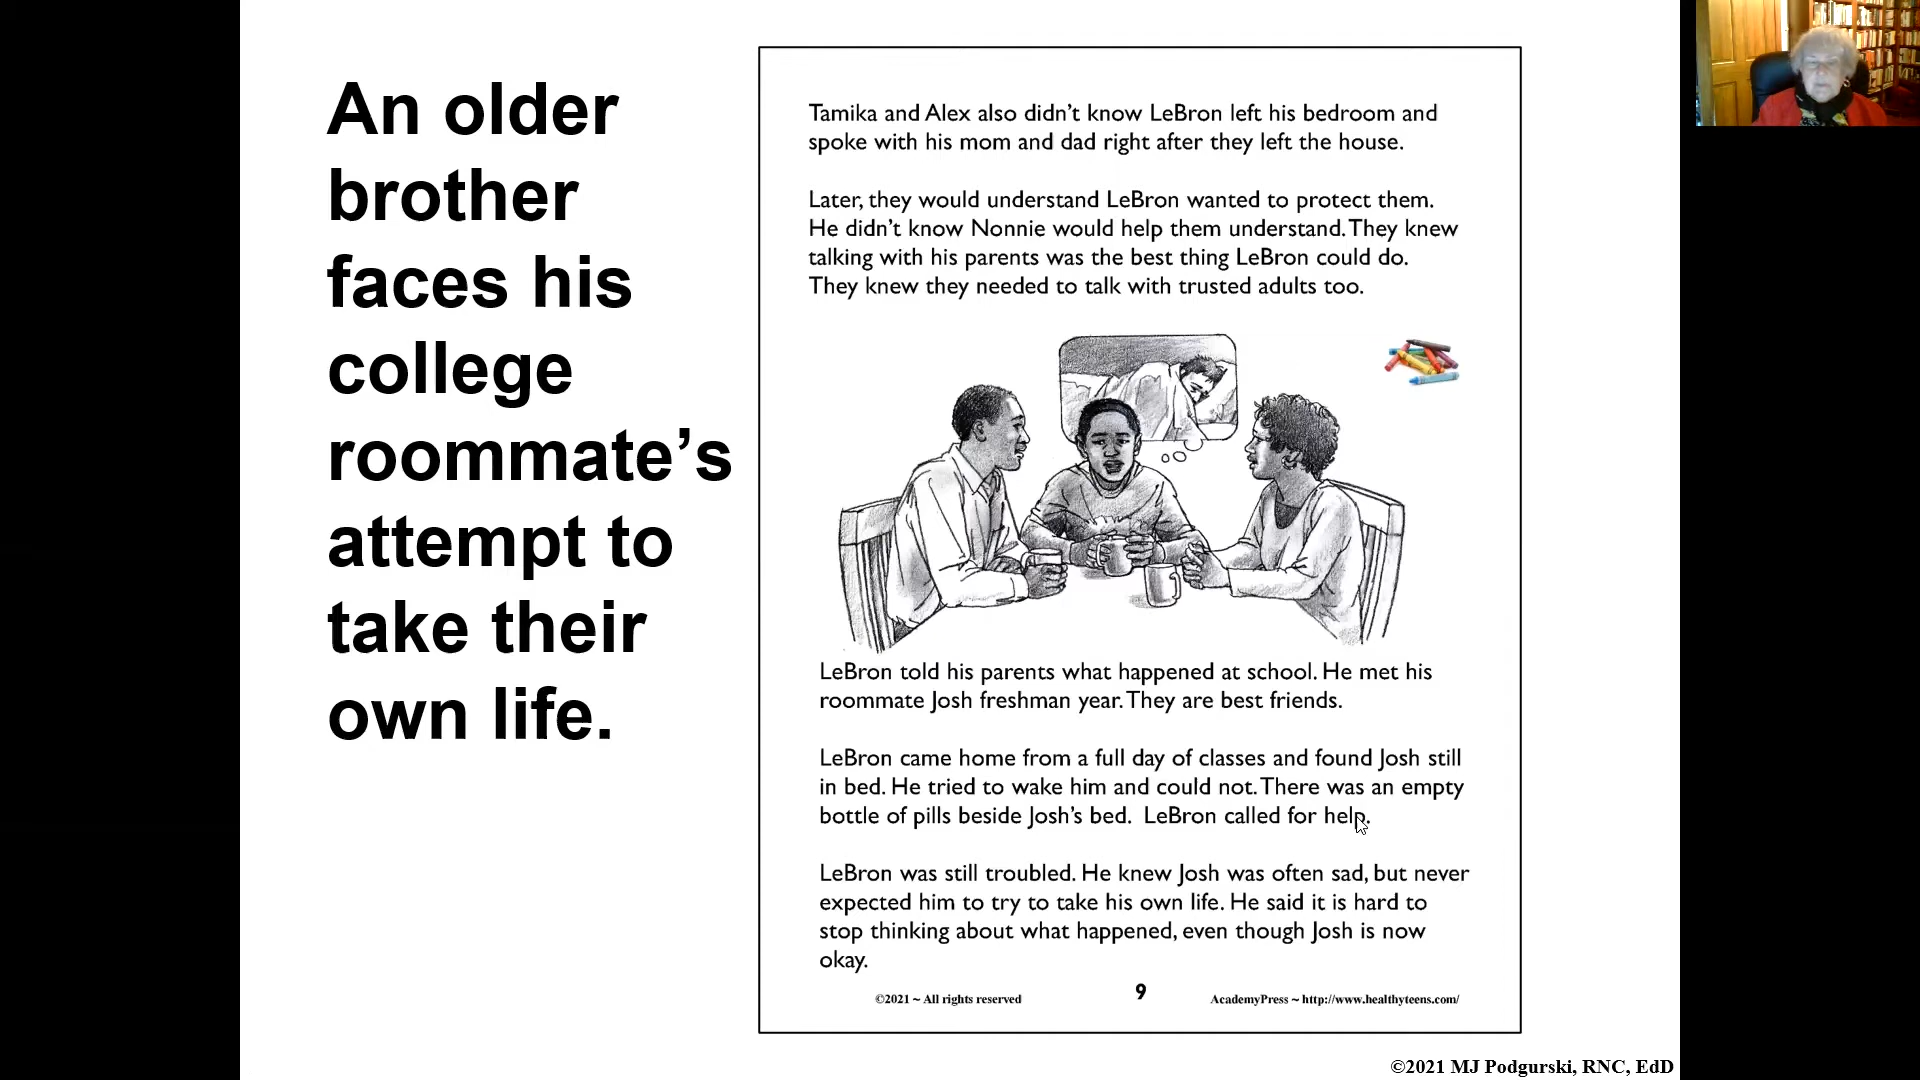 An older
brother
faces his
college
roommate’s
attempt to
take their
own life.
Tamika and Alex also didn’t know LeBron left his bedroom and
spoke with his mom and dad right after they left the house.
Later, they would understand LeBron wanted to protect them.
He didn’t know Nonnie would help them understand. They knew
talking with his parents was the best thing LeBron could do.
They knew they needed to talk with trusted adults too.
LeBron told his parents what happened at school. He met his
roommate Josh freshman year. They are best friends.
LeBron came home from a full day of classes and found Josh still
in bed. He tried to wake him and could not. There was an empty
bottle of pills beside Josh’s bed. LeBron called for help.
LeBron was still troubled. He knew Josh was often sad, but never
expected him to try to take his own life. He said it is hard to
stop thinking about what happened, even though Josh is now
okay.
©2021 ~ All rights reserved 9 AcademyPress ~ http://www.healthyteens.com/
©2021 MJ Podgurski, RNC, EdD